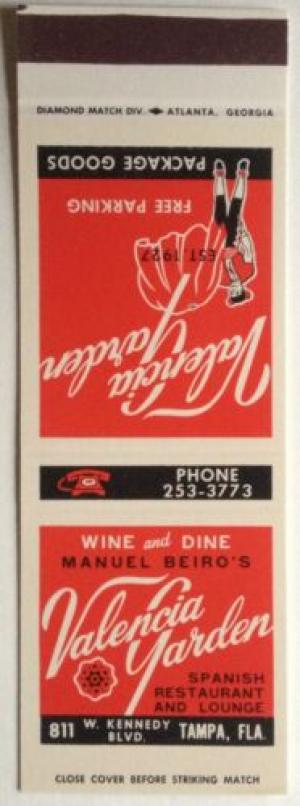 DIAMOND MATCH DIV. ATLANTA, GEORGIA
PACKAGE GOODS
FREE PARKING
EST. 1927
Valencia
Garden
PHONE
253-3773
WINE and DINE
MANUEL BEIRO'S
Valencia
Garden
SPANISH
RESTAURANT
AND LOUNGE
811 W. KENNEDY BLVD. TAMPA, FLA.
CLOSE COVER BEFORE STRIKING MATCH